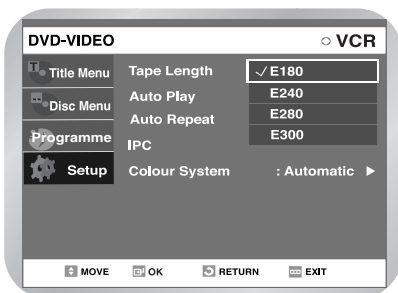 DVD-VIDEO VCR
Title Menu
Disc Menu
Programme
Setup
Tape Length
✓ E180
Auto Play
E240
Auto Repeat
E280
IPC
E300
Colour System : Automatic ►
MOVE OK RETURN EXIT